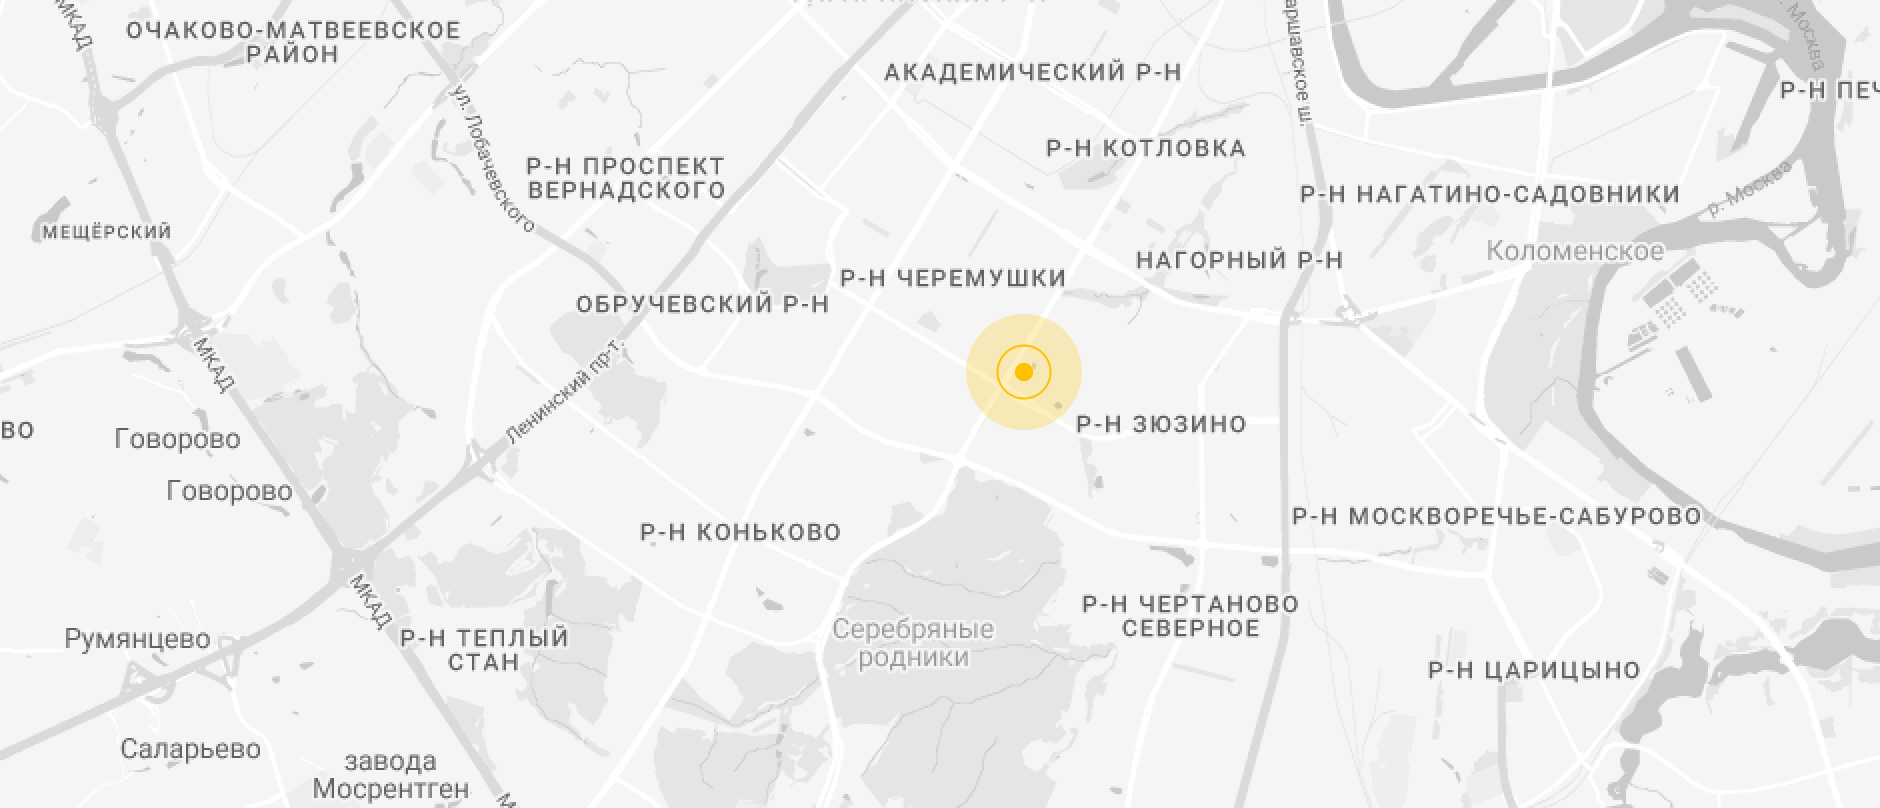 МКАД
ОЧАКОВО-МАТВЕЕВСКОЕ
РАЙОН
АКАДЕМИЧЕСКИЙ Р-Н
р. Москва
Р-Н ПЕЧ
ул. Лобачевского
Р-Н КОТЛОВКА
Р-Н ПРОСПЕКТ
ВЕРНАДСКОГО
Р-Н НАГАТИНО-САДОВНИКИ
р. Москва
МЕЩЁРСКИЙ
Коломенское
НАГОРНЫЙ Р-Н
Р-Н ЧЕРЕМУШКИ
ОБРУЧЕВСКИЙ Р-Н
МКАД
Ленинский пр-т.
Р-Н ЗЮЗИНО
ВО
Говорово
Говорово
Р-Н МОСКВОРЕЧЬЕ-САБУРОВО
Р-Н КОНЬКОВО
МКАД
Р-Н ЧЕРТАНОВО
СЕВЕРНОЕ
Серебряные
родники
Румянцево
Р-Н ТЕПЛЫЙ
СТАН
Р-Н ЦАРИЦЫНО
Саларьево
завода
Мосрентген